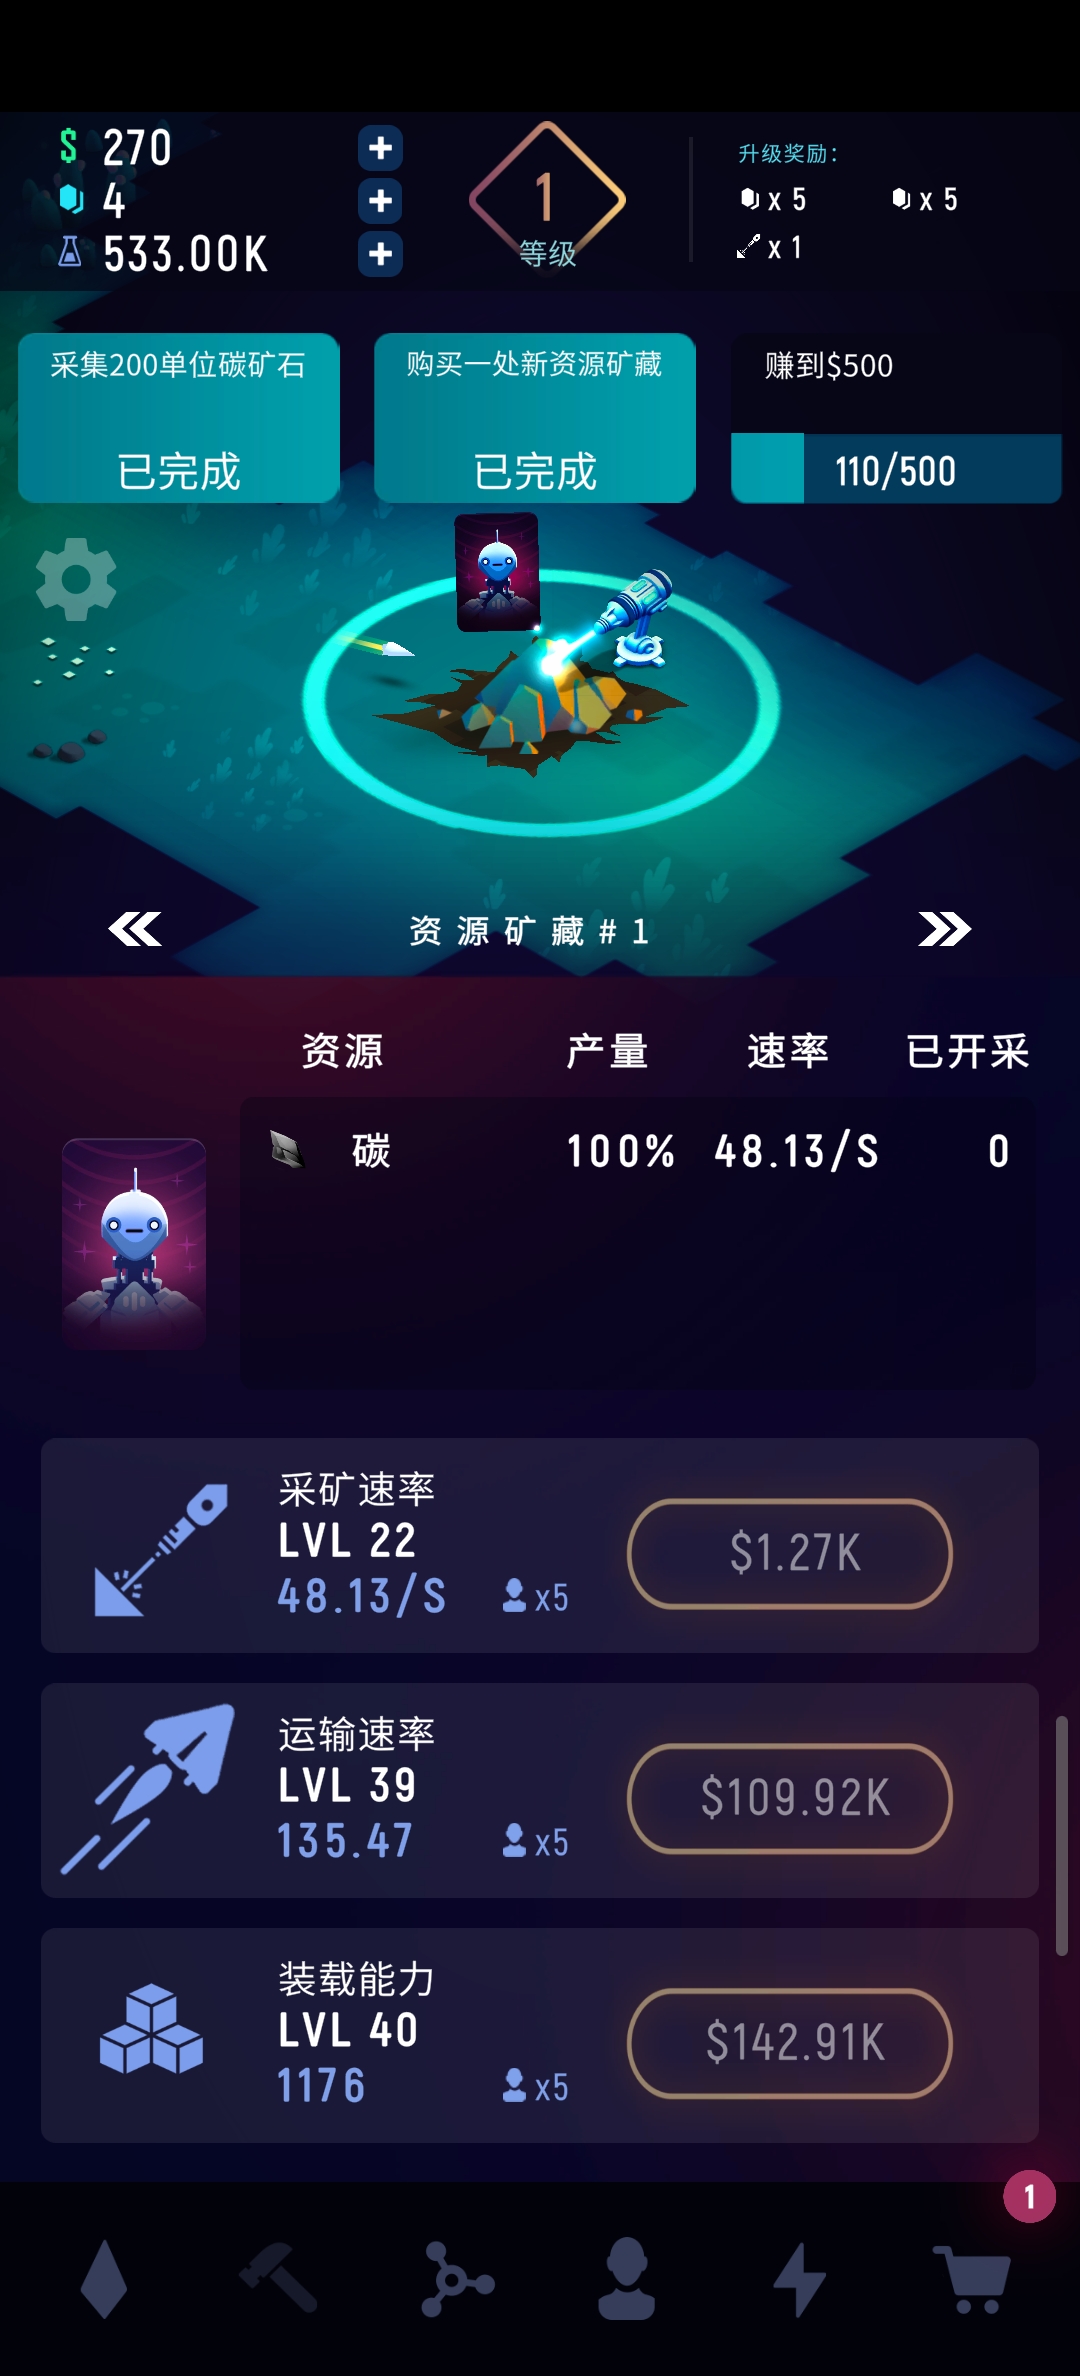 $ 270
4
533.00K
1
等级
升级奖励:
x 5
x 5
x 1
采集200单位碳矿石
已完成
购买一处新资源矿藏
已完成
赚到$500
110/500
资源矿藏#1
资源 产量 速率 已开采
碳 100% 48.13/S 0
采矿速率
LVL 22
48.13/S x5
$1.27K
运输速率
LVL 39
135.47 x5
$109.92K
装载能力
LVL 40
1176 x5
$142.91K
1